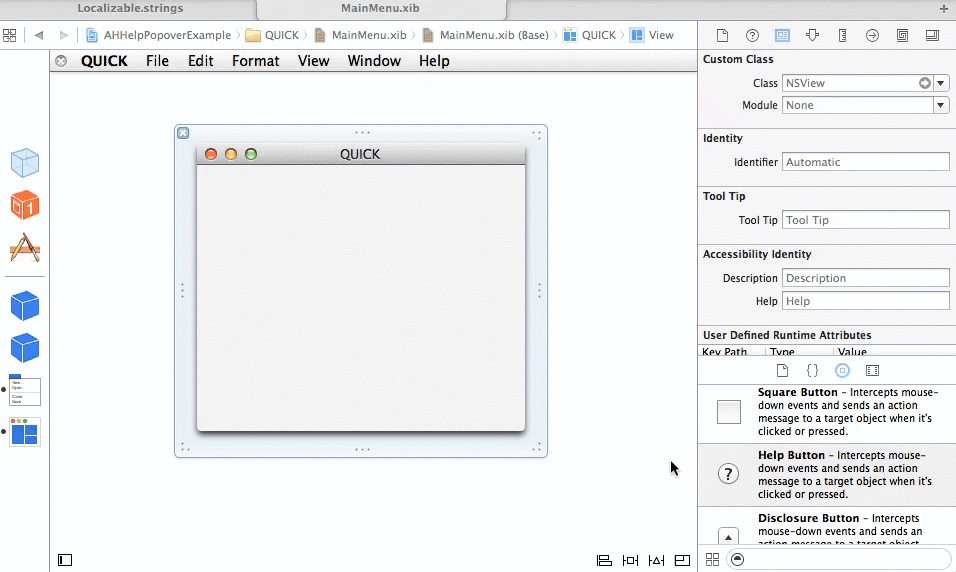 Localizable.strings
MainMenu.xib
AHHelpPopoverExample
QUICK
MainMenu.xib
MainMenu.xib (Base)
QUICK
View
QUICK File Edit Format View Window Help
QUICK
1
Custom Class
Class NSView
Module None
Identity
Identifier Automatic
Tool Tip
Tool Tip Tool Tip
Accessibility Identity
Description Description
Help Help
User Defined Runtime Attributes
Key Path Type Value
Square Button – Intercepts mouse-
down events and sends an action
message to a target object when it's
clicked or pressed.
?
Help Button – Intercepts mouse-
down events and sends an action
message to a target object when it's
clicked or pressed.
Disclosure Button – Intercepts
mouse-down events and sends an
action message to a target object